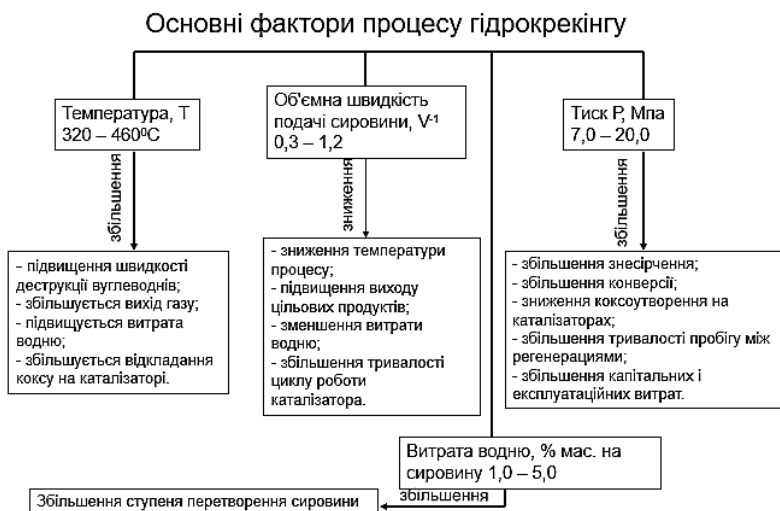 Основні фактори процесу гідрокрекінгу
Температура, Т
320 – 460⁰С
збільшення
- підвищення швидкості
деструкції вуглеводнів;
- збільшується вихід газу;
- підвищується витрата
водню;
- збільшується відкладання
коксу на каталізаторі.
Об'ємна швидкість
подачі сировини, V⁻¹
0,3 – 1,2
зниження
- зниження температури
процесу;
- підвищення виходу
цільових продуктів;
- зменшення витрати
водню;
- збільшення тривалості
циклу роботи
каталізатора.
Тиск Р, Мпа
7,0 – 20,0
збільшення
- збільшення знесірчення;
- збільшення конверсії;
- зниження коксоутворення на
каталізаторах;
- збільшення тривалості пробігу між
регенерациями;
- збільшення капітальних і
експлуатаційних витрат.
Витрата водню, % мас. на
сировину 1,0 – 5,0
збільшення
Збільшення ступеня перетворення сировини